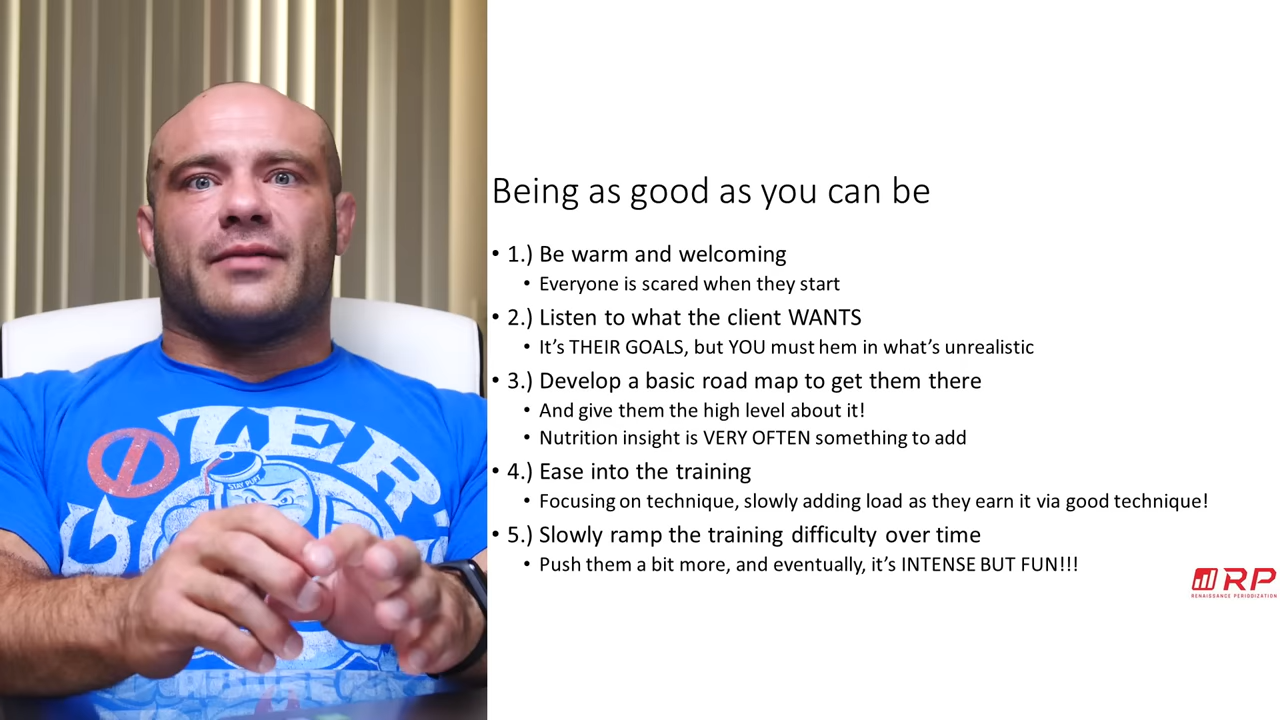 Being as good as you can be
• 1.) Be warm and welcoming
• Everyone is scared when they start
• 2.) Listen to what the client WANTS
• It's THEIR GOALS, but YOU must hem in what's unrealistic
• 3.) Develop a basic road map to get them there
• And give them the high level about it!
• Nutrition insight is VERY OFTEN something to add
• 4.) Ease into the training
• Focusing on technique, slowly adding load as they earn it via good technique!
• 5.) Slowly ramp the training difficulty over time
• Push them a bit more, and eventually, it's INTENSE BUT FUN!!!
RP
RENAISSANCE PERIODIZATION
STAY PUFT